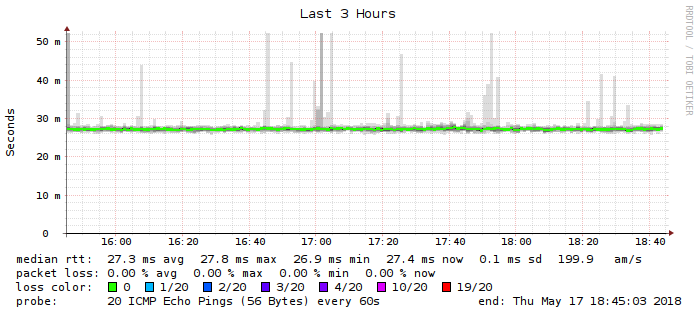 Last 3 Hours
RRDTOOL / TOBI OETIKER
Seconds
50 m
40 m
30 m
20 m
10 m
0
16:00 16:20 16:40 17:00 17:20 17:40 18:00 18:20 18:40
median rtt: 27.3 ms avg 27.8 ms max 26.9 ms min 27.4 ms now 0.1 ms sd 199.9 am/s
packet loss: 0.00 % avg 0.00 % max 0.00 % min 0.00 % now
loss color: 0 1/20 2/20 3/20 4/20 10/20 19/20
probe: 20 ICMP Echo Pings (56 Bytes) every 60s end: Thu May 17 18:45:03 2018